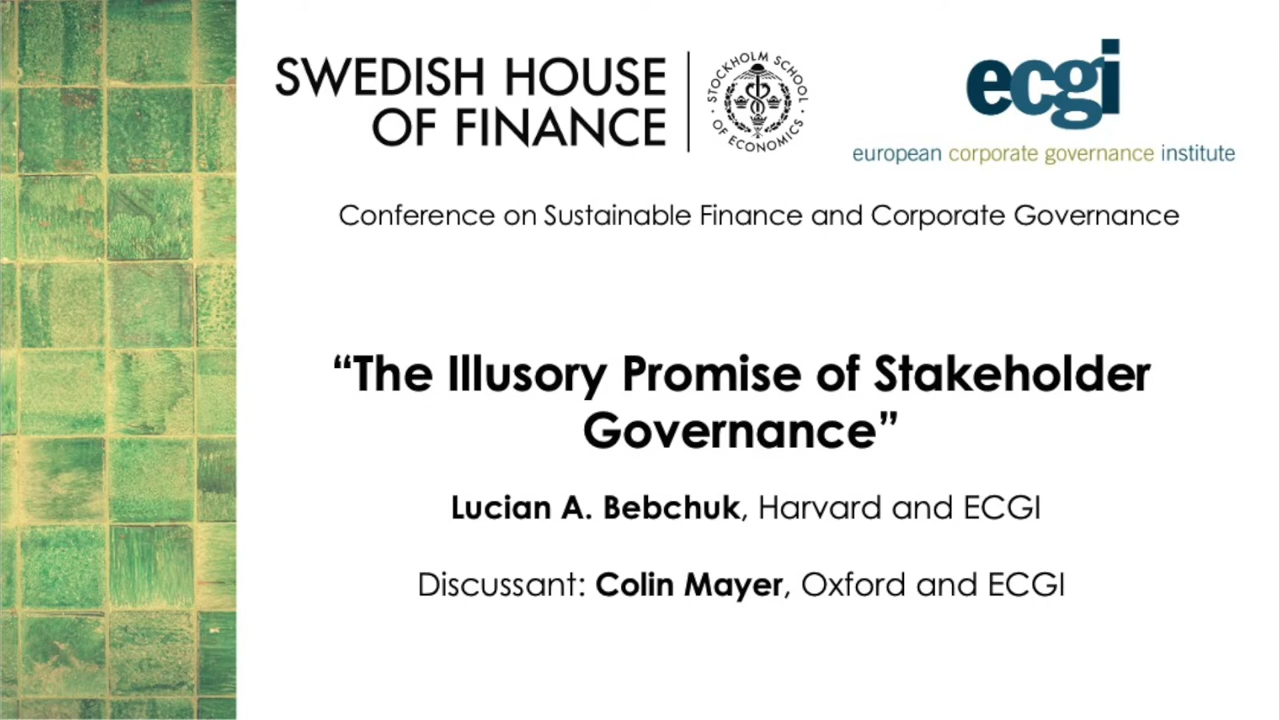 SWEDISH HOUSE
OF FINANCE
STOCKHOLM SCHOOL
OF ECONOMICS
ecgi
european corporate governance institute
Conference on Sustainable Finance and Corporate Governance
“The Illusory Promise of Stakeholder
Governance”
Lucian A. Bebchuk, Harvard and ECGI
Discussant: Colin Mayer, Oxford and ECGI